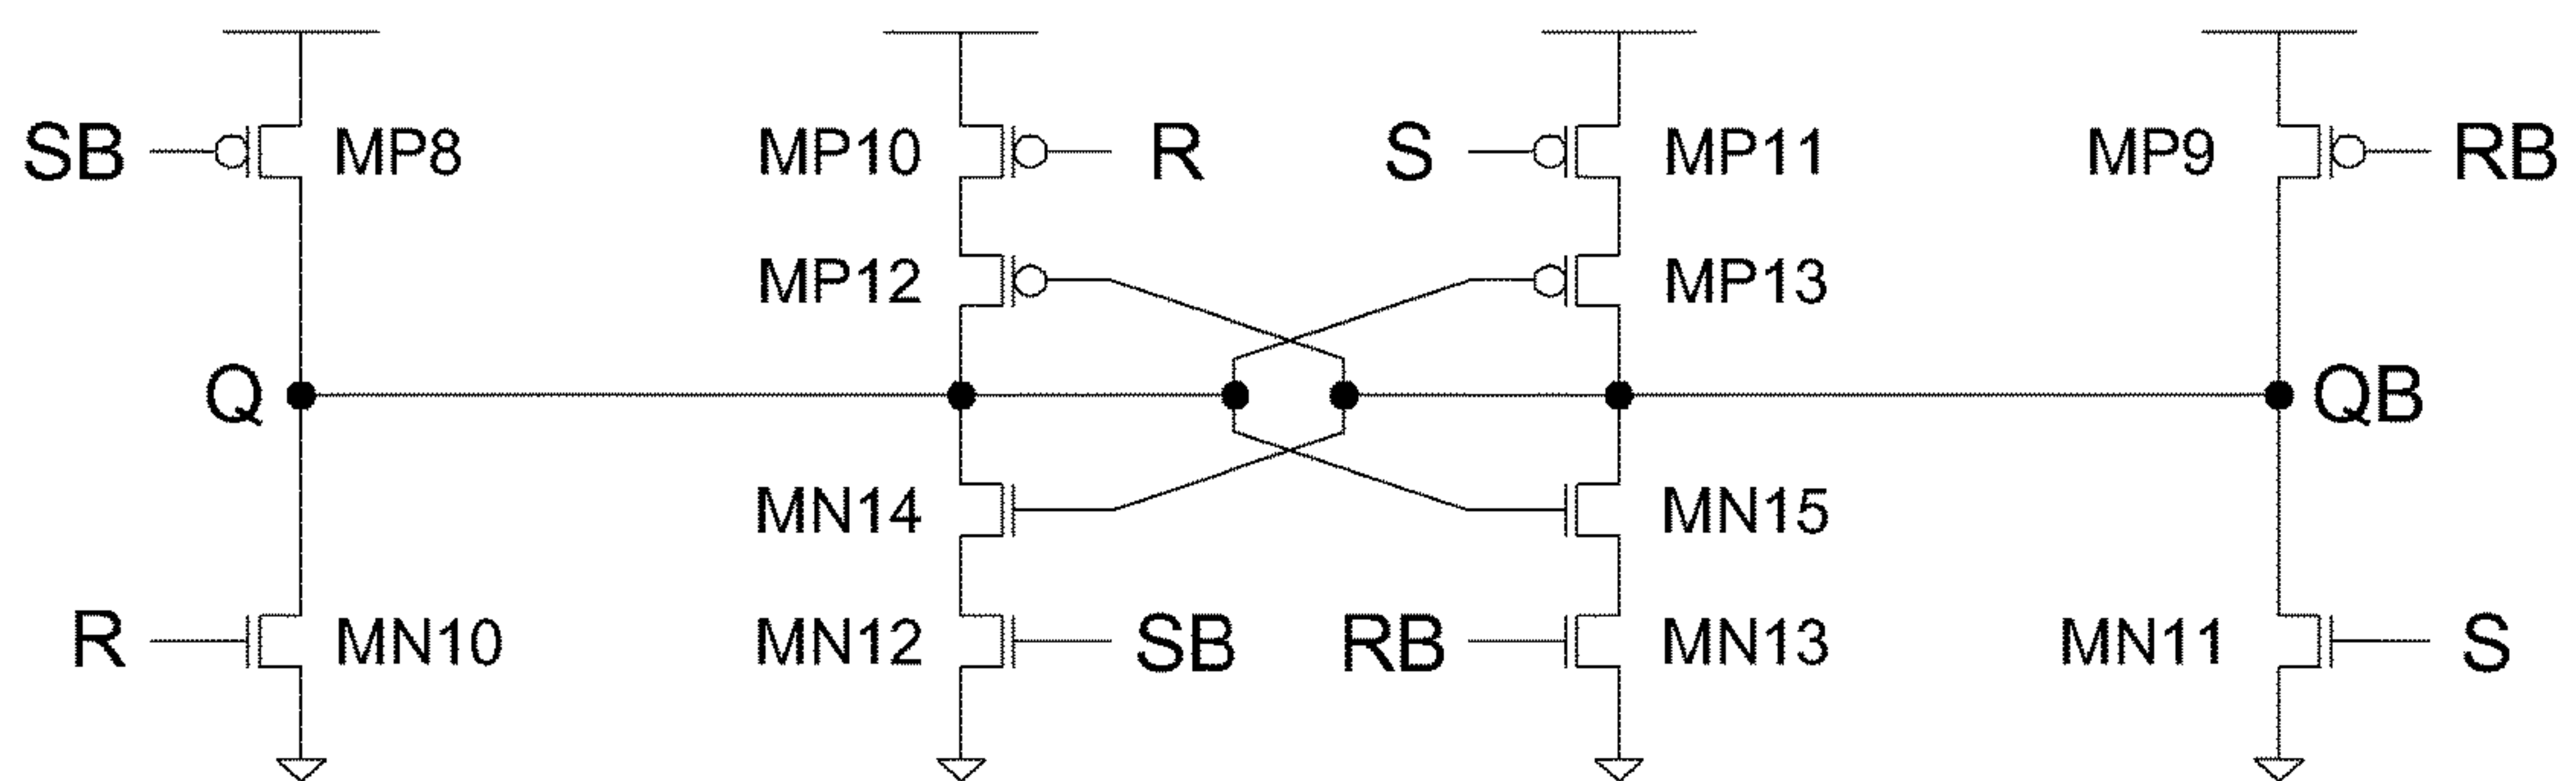 SB MP8 MP10 R S MP11 MP9 RB
MP12 MP13
Q QB
MN14 MN15
R MN10 MN12 SB RB MN13 MN11 S